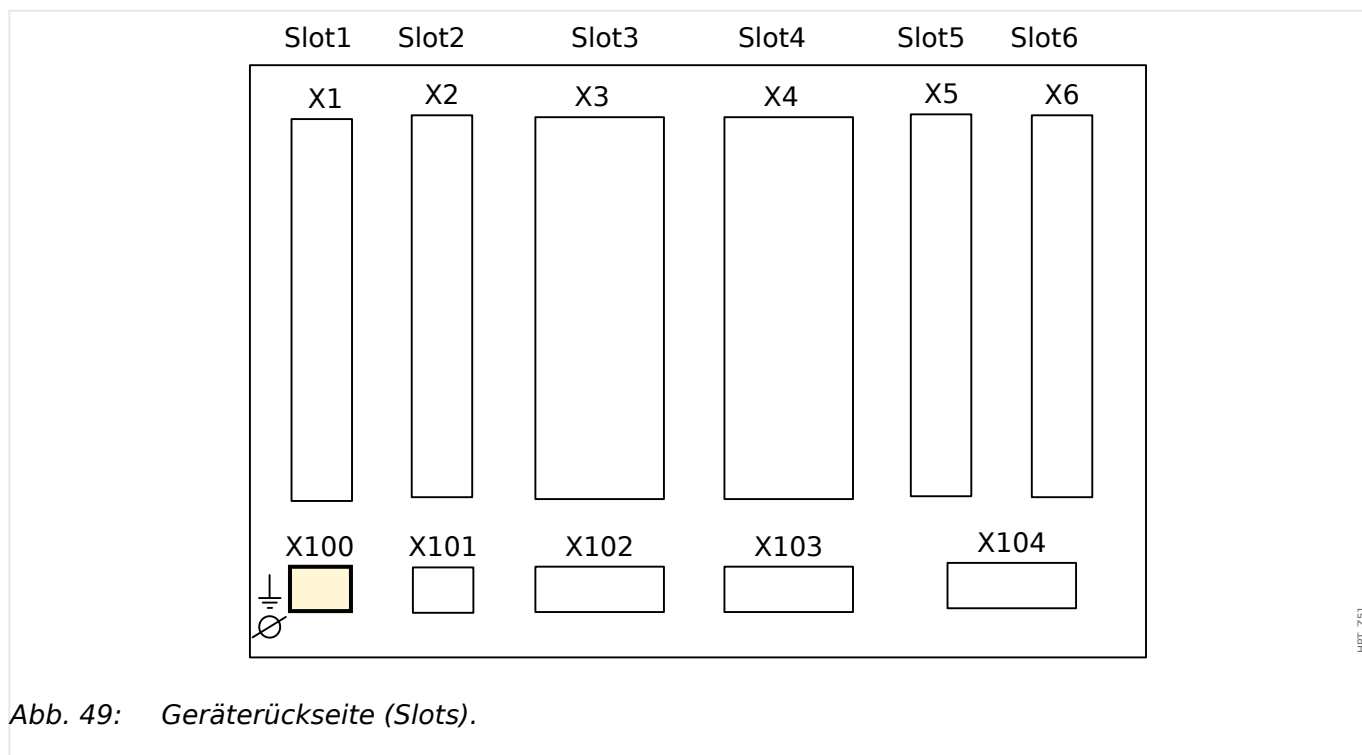 Slot1 Slot2 Slot3 Slot4 Slot5 Slot6
X1 X2 X3 X4 X5 X6
X100 X101 X102 X103 X104
Abb. 49: Geräterückseite (Slots).